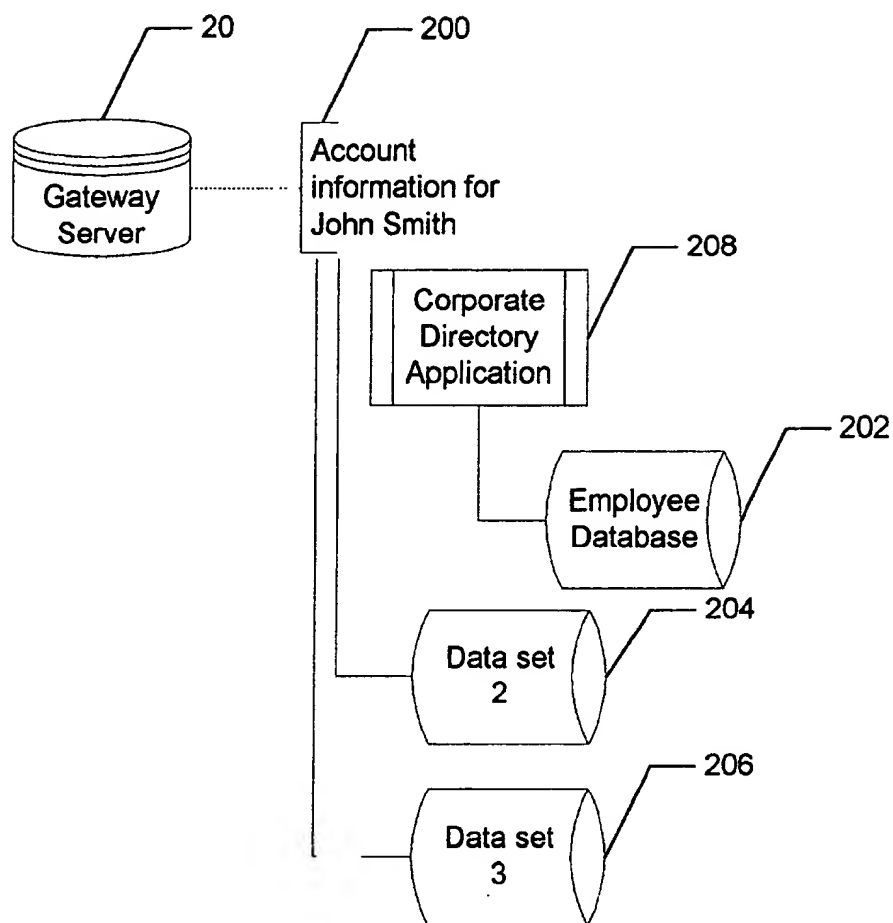 20
200
Gateway
Server
Account
information for
John Smith
208
Corporate
Directory
Application
202
Employee
Database
204
Data set
2
206
Data set
3